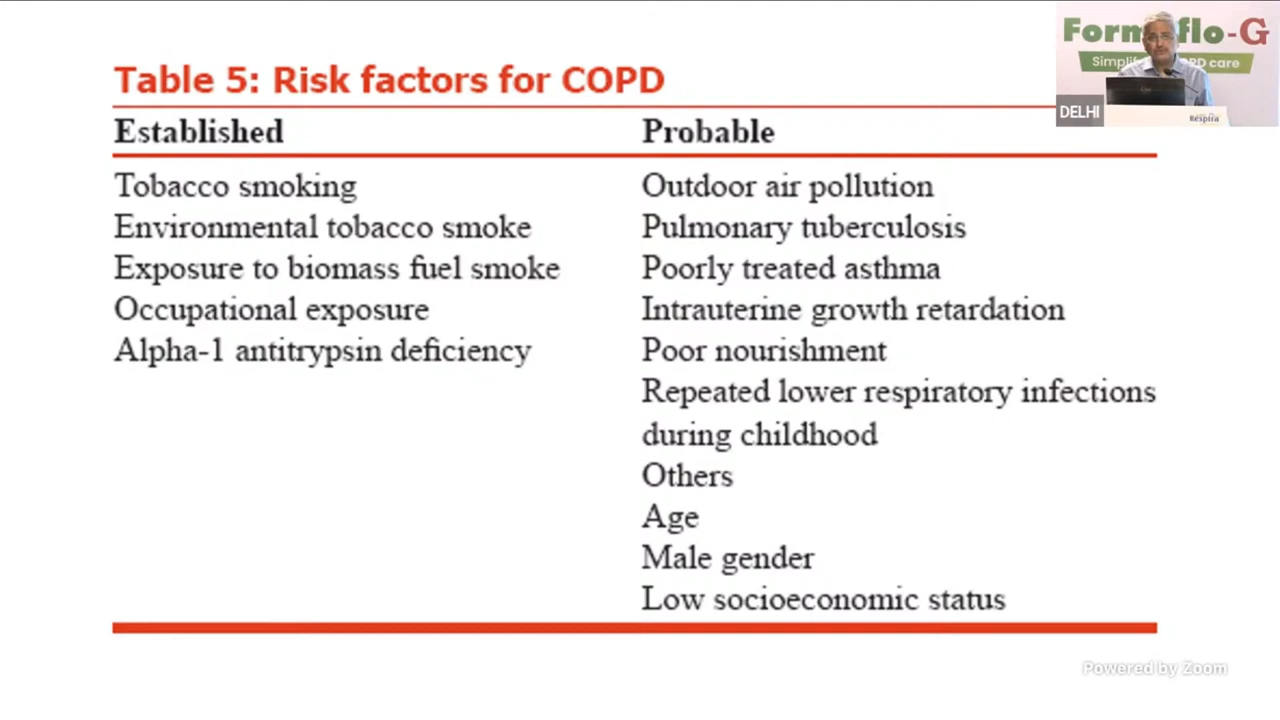 Formoflo-G
DELHI
Respira
Table 5: Risk factors for COPD
Established Probable
Tobacco smoking Outdoor air pollution
Environmental tobacco smoke Pulmonary tuberculosis
Exposure to biomass fuel smoke Poorly treated asthma
Occupational exposure Intrauterine growth retardation
Alpha-1 antitrypsin deficiency Poor nourishment
Repeated lower respiratory infections
during childhood
Others
Age
Male gender
Low socioeconomic status
Powered by Zoom